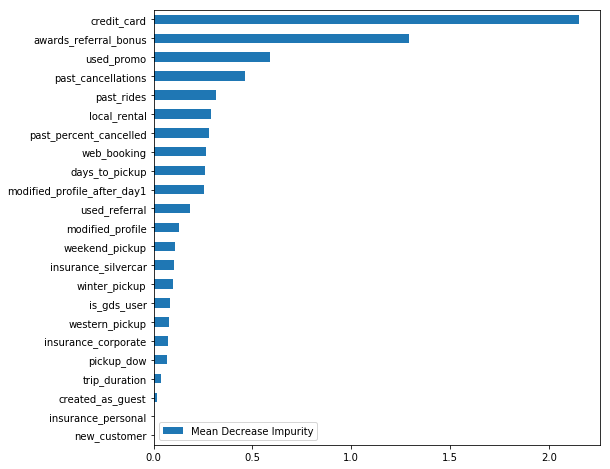 credit_card
awards_referral_bonus
used_promo
past_cancellations
past_rides
local_rental
past_percent_cancelled
web_booking
days_to_pickup
modified_profile_after_day1
used_referral
modified_profile
weekend_pickup
insurance_silvercar
winter_pickup
is_gds_user
western_pickup
insurance_corporate
pickup_dow
trip_duration
created_as_guest
insurance_personal
new_customer
Mean Decrease Impurity
0.0 0.5 1.0 1.5 2.0